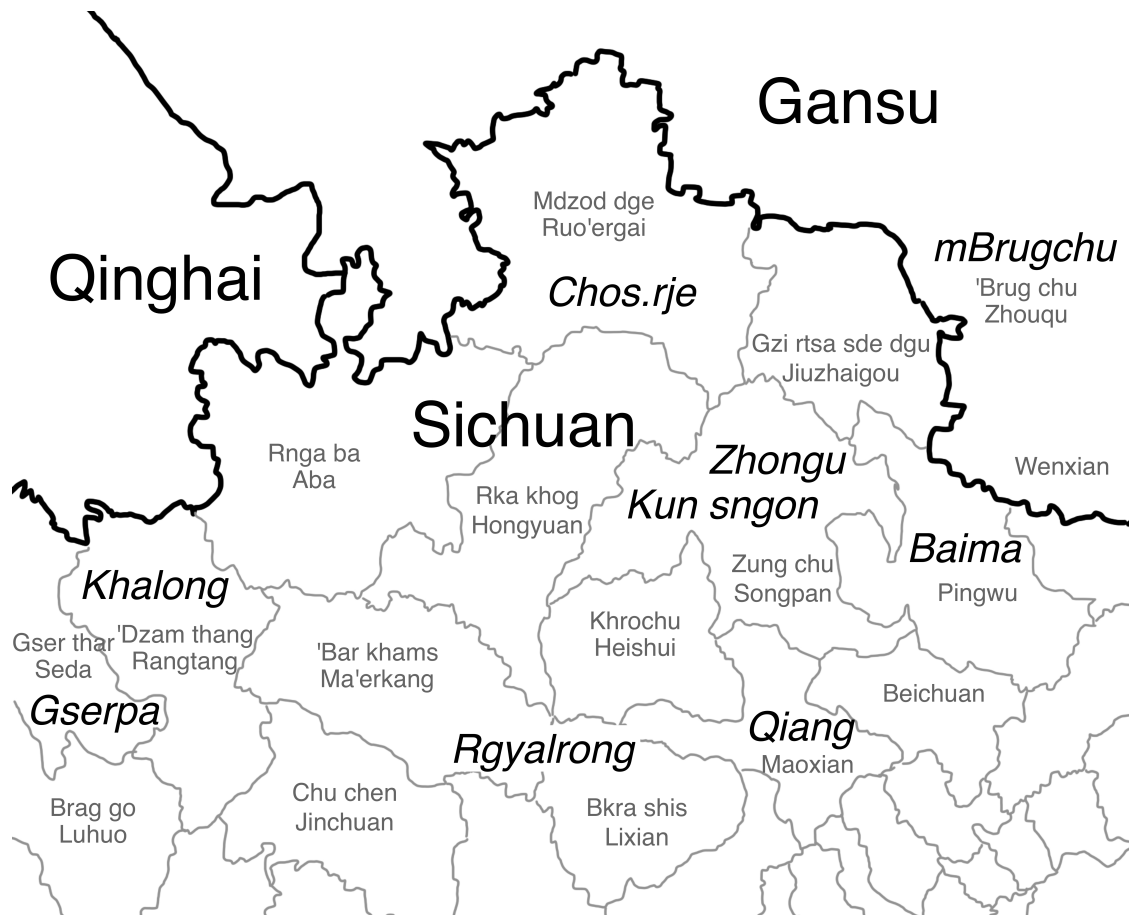 Gansu
Mdzod dge
Ruo'ergai
mBrugchu
Qinghai
'Brug chu
Zhouqu
Chos.rje
Gzi rtsa sde dgu
Jiuzhaigou
Sichuan
Rnga ba
Aba
Zhongu
Wenxian
Rka khog
Hongyuan
Kun sngon
Baima
Zung chu
Songpan
Pingwu
Khalong
Khrochu
Heishui
Gser thar
Seda
'Dzam thang
Rangtang
'Bar khams
Ma'erkang
Beichuan
Gserpa
Qiang
Maoxian
Rgyalrong
Brag go
Luhuo
Chu chen
Jinchuan
Bkra shis
Lixian